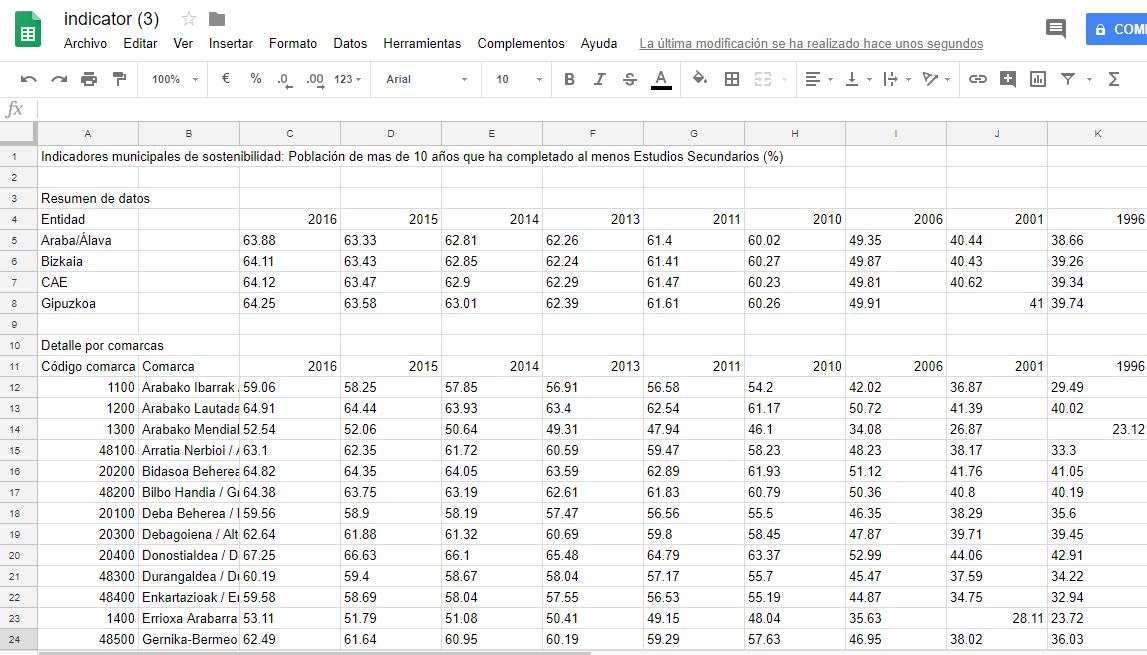 indicator (3)
Archivo Editar Ver Insertar Formato Datos Herramientas Complementos Ayuda La última modificación se ha realizado hace unos segundos
COM
100% € % .0 .00 123 Arial 10 B I S A Σ
fx
A B C D E F G H I J K
1 Indicadores municipales de sostenibilidad: Población de mas de 10 años que ha completado al menos Estudios Secundarios (%)
2
3 Resumen de datos
4 Entidad 2016 2015 2014 2013 2011 2010 2006 2001 1996
5 Araba/Álava 63.88 63.33 62.81 62.26 61.4 60.02 49.35 40.44 38.66
6 Bizkaia 64.11 63.43 62.85 62.24 61.41 60.27 49.87 40.43 39.26
7 CAE 64.12 63.47 62.9 62.29 61.47 60.23 49.81 40.62 39.34
8 Gipuzkoa 64.25 63.58 63.01 62.39 61.61 60.26 49.91 41 39.74
9
10 Detalle por comarcas
11 Código comarca Comarca 2016 2015 2014 2013 2011 2010 2006 2001 1996
12 1100 Arabako Ibarrak 59.06 58.25 57.85 56.91 56.58 54.2 42.02 36.87 29.49
13 1200 Arabako Lautada 64.91 64.44 63.93 63.4 62.54 61.17 50.72 41.39 40.02
14 1300 Arabako Mendial 52.54 52.06 50.64 49.31 47.94 46.1 34.08 26.87 23.12
15 48100 Arratia Nerbioi / 63.1 62.35 61.72 60.59 59.47 58.23 48.23 38.17 33.3
16 20200 Bidasoa Beherea 64.82 64.35 64.05 63.59 62.89 61.93 51.12 41.76 41.05
17 48200 Bilbo Handia / G 64.38 63.75 63.19 62.61 61.83 60.79 50.36 40.8 40.19
18 20100 Deba Beherea / 59.56 58.9 58.19 57.47 56.56 55.5 46.35 38.29 35.6
19 20300 Debagoiena / Alt 62.64 61.88 61.32 60.69 59.8 58.45 47.87 39.71 39.45
20 20400 Donostialdea / D 67.25 66.63 66.1 65.48 64.79 63.37 52.99 44.06 42.91
21 48300 Durangaldea / D 60.19 59.4 58.67 58.04 57.17 55.7 45.47 37.59 34.22
22 48400 Enkartazioak / E 59.58 58.69 58.04 57.55 56.53 55.19 44.87 34.75 32.94
23 1400 Errioxa Arabarra 53.11 51.79 51.08 50.41 49.15 48.04 35.63 28.11 23.72
24 48500 Gernika-Bermeo 62.49 61.64 60.95 60.19 59.29 57.63 46.95 38.02 36.03